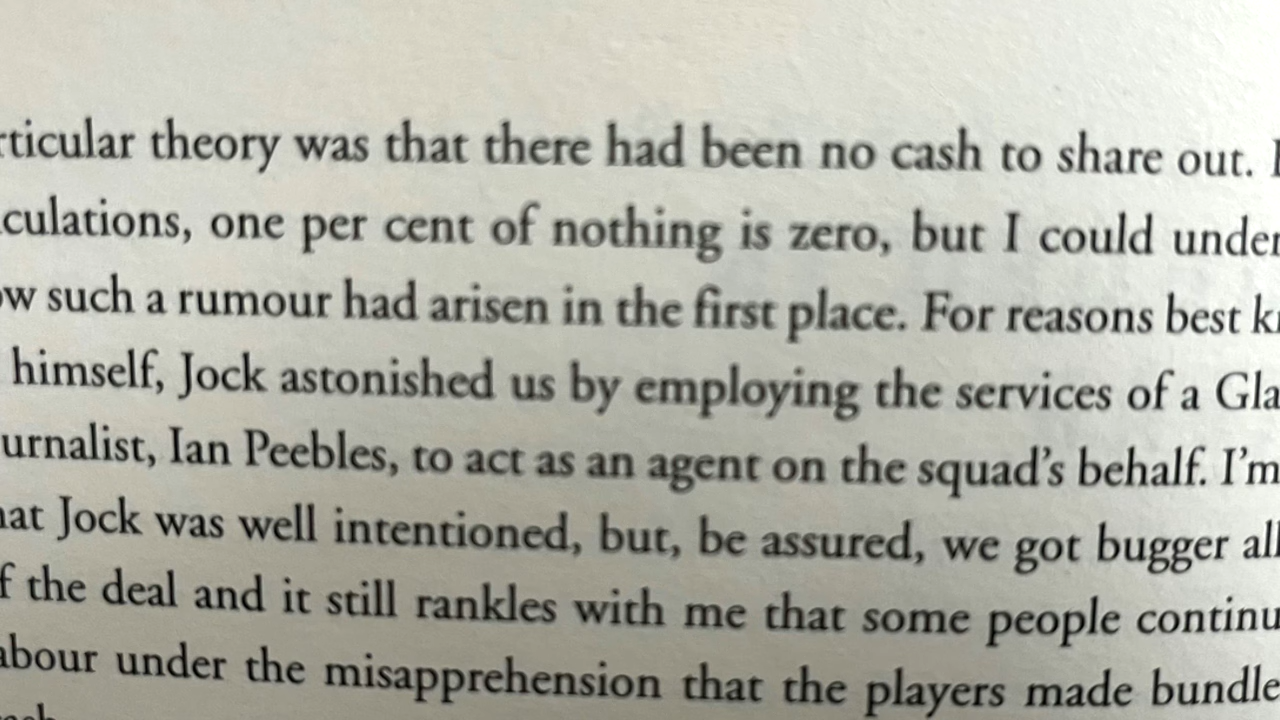 rticular theory was that there had been no cash to share out.
culations, one per cent of nothing is zero, but I could under
ow such a rumour had arisen in the first place. For reasons best k
himself, Jock astonished us by employing the services of a Gla
urnalist, Ian Peebles, to act as an agent on the squad's behalf. I'm
hat Jock was well intentioned, but, be assured, we got bugger all
f the deal and it still rankles with me that some people continu
abour under the misapprehension that the players made bundle